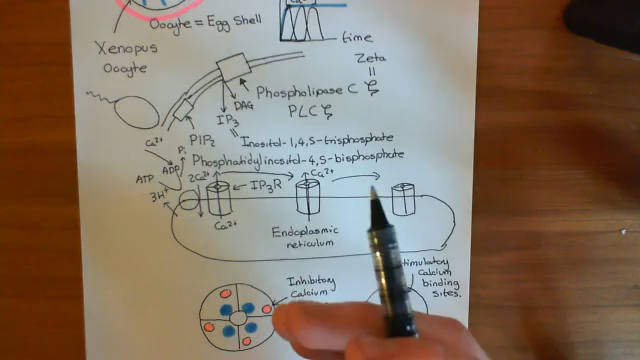 Oocyte = Egg Shell
Xenopus
Oocyte
time
Zeta
=
Phospholipase C ζ
PLC ζ
DAG
IP3
=
Inositol-1,4,5-trisphosphate
PIP2
Phosphatidylinositol-4,5-bisphosphate
Ca2+
Pi
ADP
ATP
3H+
2Ca2+
IP3R
Ca2+
Ca2+
Endoplasmic
reticulum
Inhibitory
Calcium
timulatory
Calcium
binding
sites.